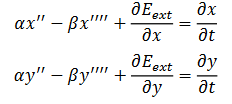 αx′′ − βx′′′′ + ∂E_ext/∂x = ∂x/∂t
αy′′ − βy′′′′ + ∂E_ext/∂y = ∂y/∂t